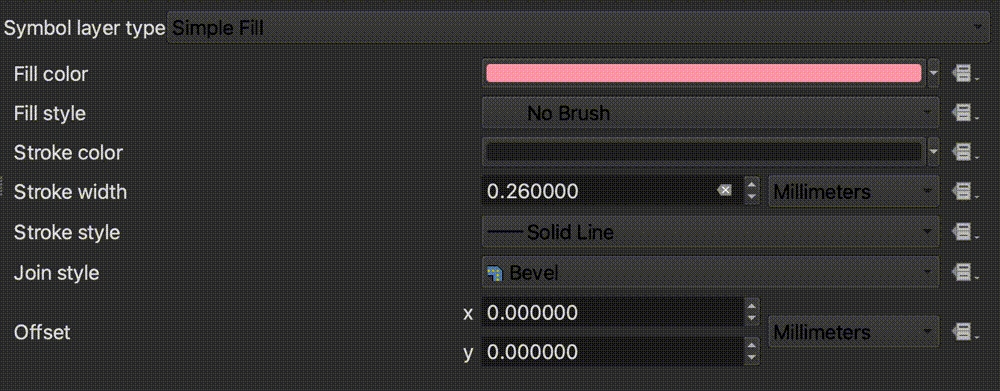 Symbol layer type Simple Fill
Fill color
Fill style No Brush
Stroke color
Stroke width 0.260000 Millimeters
Stroke style Solid Line
Join style Bevel
x 0.000000
Offset Millimeters
y 0.000000